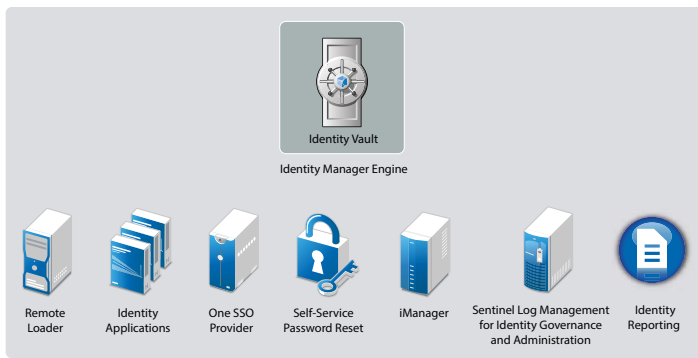 Identity Vault
Identity Manager Engine
Remote
Loader
Identity
Applications
One SSO
Provider
Self-Service
Password Reset
iManager
Sentinel Log Management
for Identity Governance
and Administration
Identity
Reporting